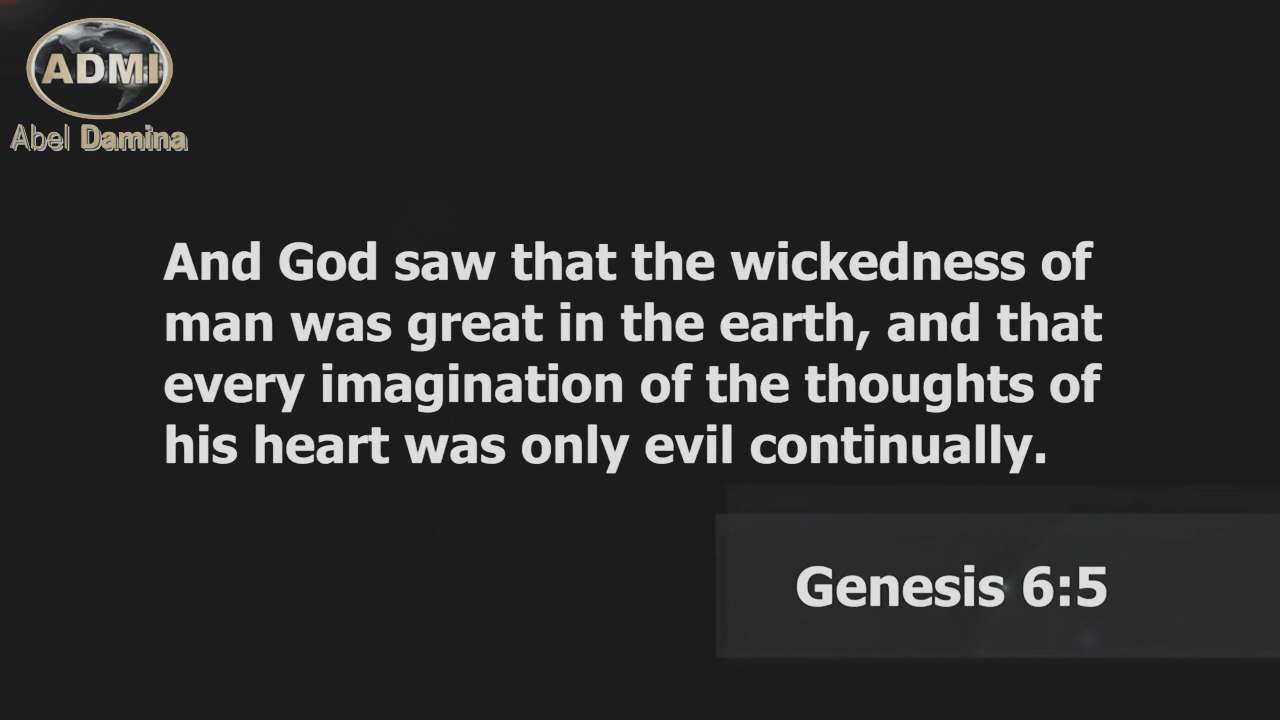 ADMI
Abel Damina
And God saw that the wickedness of
man was great in the earth, and that
every imagination of the thoughts of
his heart was only evil continually.
Genesis 6:5